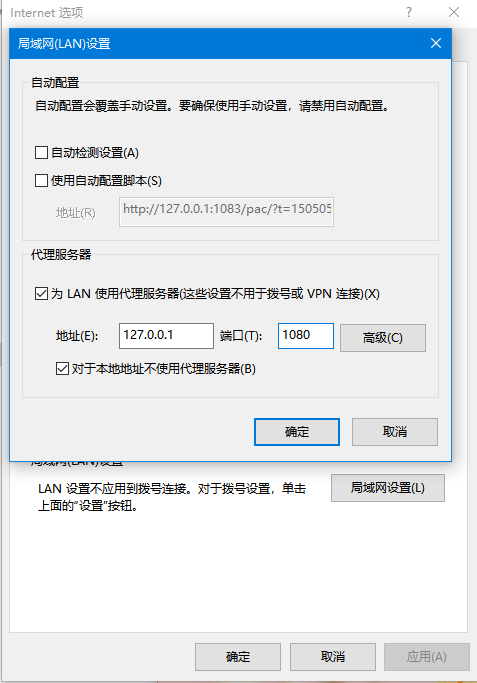 Internet 选项
局域网(LAN)设置
自动配置
自动配置会覆盖手动设置。要确保使用手动设置，请禁用自动配置。
自动检测设置(A)
使用自动配置脚本(S)
地址(R) http://127.0.0.1:1083/pac/?t=150505
代理服务器
为 LAN 使用代理服务器(这些设置不用于拨号或 VPN 连接)(X)
地址(E): 127.0.0.1 端口(T): 1080 高级(C)
对于本地地址不使用代理服务器(B)
确定 取消
局域网(LAN)设置
LAN 设置不应用到拨号连接。对于拨号设置，单击
上面的“设置”按钮。
局域网设置(L)
确定 取消 应用(A)